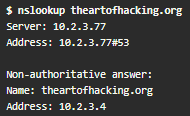 $ nslookup theartofhacking.org
Server: 10.2.3.77
Address: 10.2.3.77#53
Non-authoritative answer:
Name: theartofhacking.org
Address: 10.2.3.4